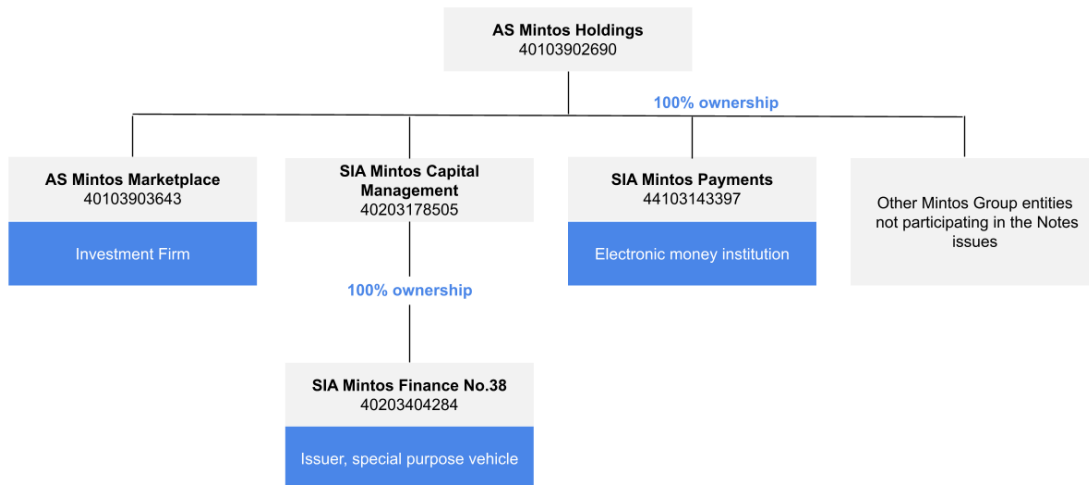 AS Mintos Holdings
40103902690
100% ownership
AS Mintos Marketplace
40103903643
Investment Firm
SIA Mintos Capital
Management
40203178505
SIA Mintos Payments
44103143397
Electronic money institution
Other Mintos Group entities
not participating in the Notes
issues
100% ownership
SIA Mintos Finance No.38
40203404284
Issuer, special purpose vehicle